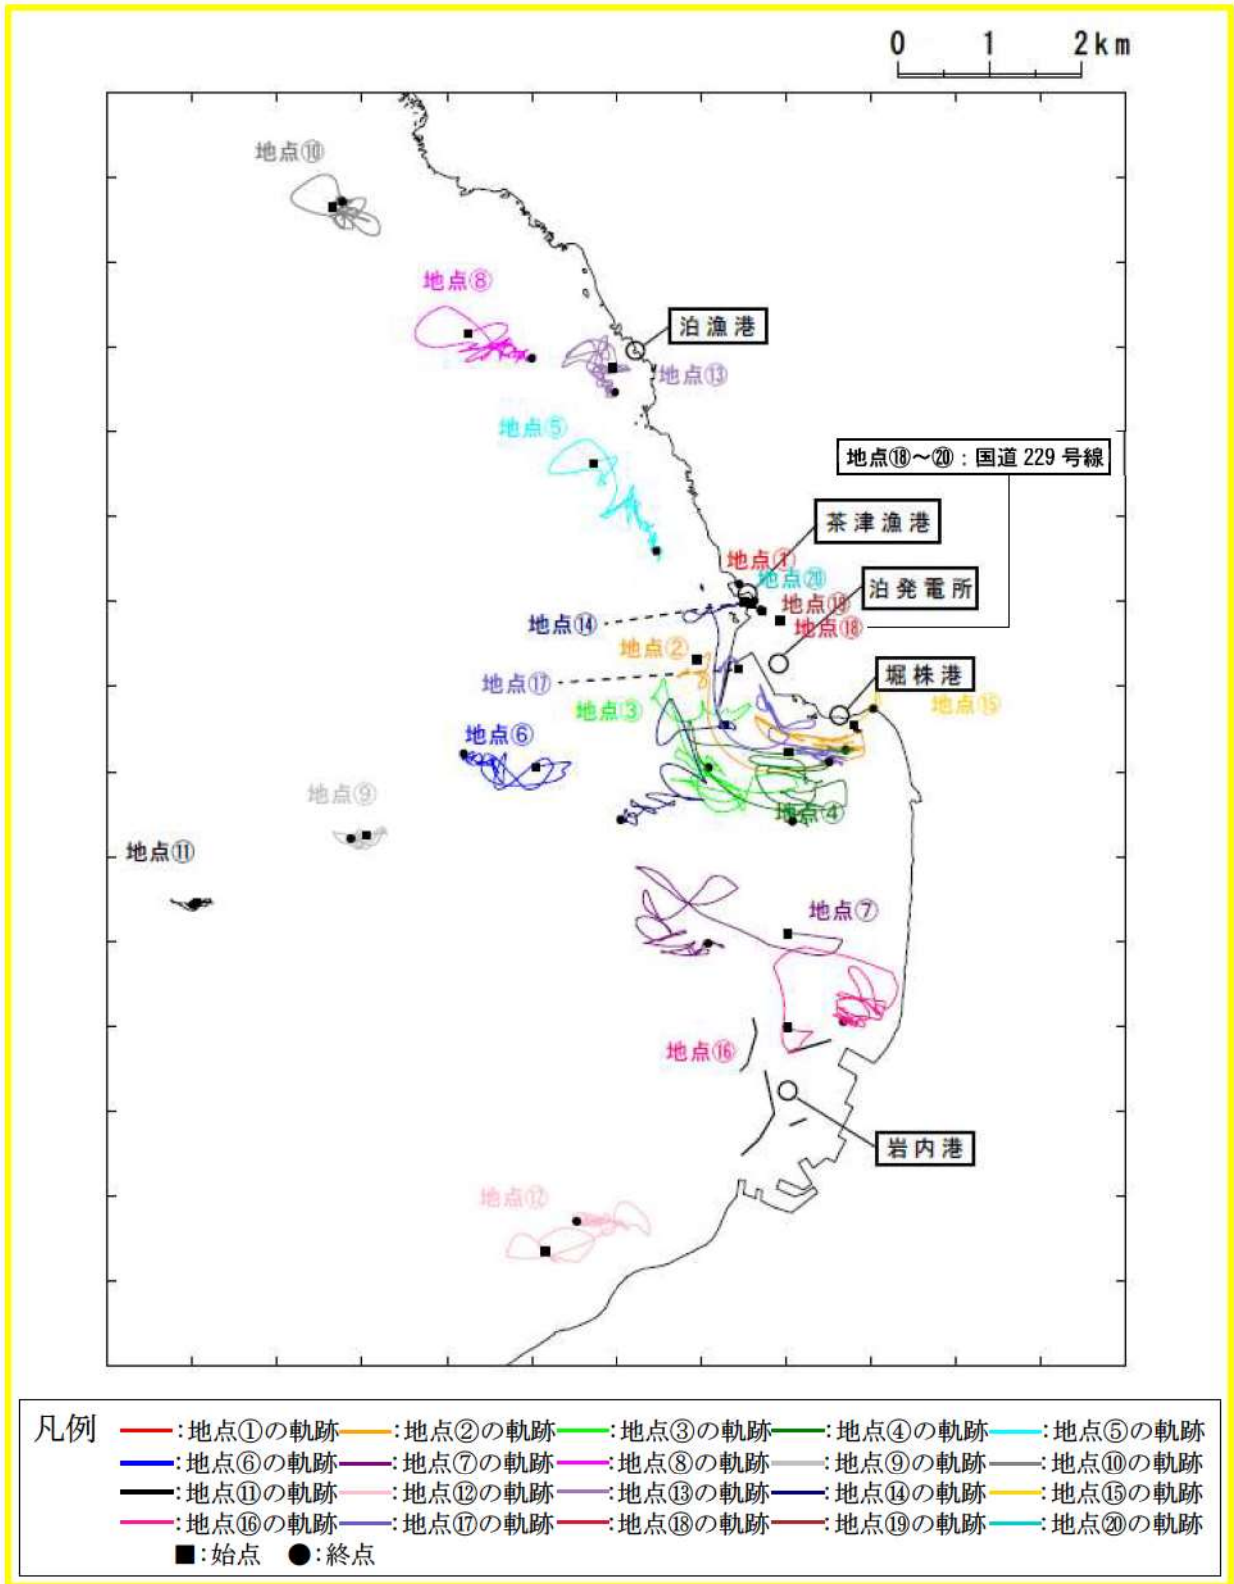 0 1 2km
地点⑩
地点⑧
泊漁港
地点⑬
地点⑤
地点⑱～⑳：国道229号線
茶津漁港
地点①
地点⑳
泊発電所
地点⑲
地点⑭
地点⑱
地点②
堀株港
地点⑰
地点⑮
地点③
地点⑥
地点⑨
地点④
地点⑪
地点⑦
地点⑯
岩内港
地点⑫
凡例 ：地点①の軌跡 ：地点②の軌跡 ：地点③の軌跡 ：地点④の軌跡 ：地点⑤の軌跡
：地点⑥の軌跡 ：地点⑦の軌跡 ：地点⑧の軌跡 ：地点⑨の軌跡 ：地点⑩の軌跡
：地点⑪の軌跡 ：地点⑫の軌跡 ：地点⑬の軌跡 ：地点⑭の軌跡 ：地点⑮の軌跡
：地点⑯の軌跡 ：地点⑰の軌跡 ：地点⑱の軌跡 ：地点⑲の軌跡 ：地点⑳の軌跡
■：始点 ●：終点